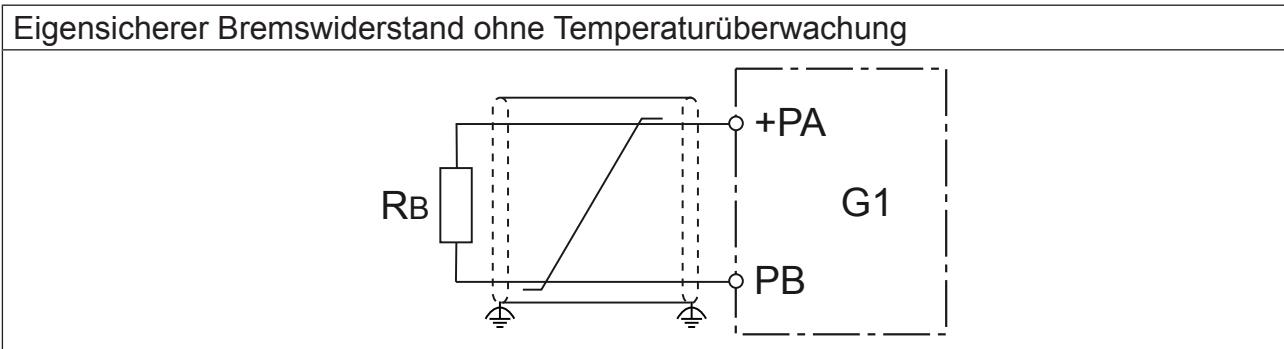 Eigensicherer Bremswiderstand ohne Temperaturüberwachung
+PA
RB
G1
PB